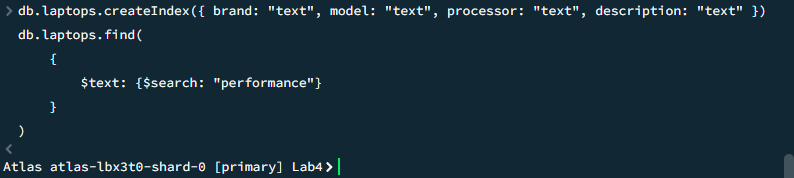 > db.laptops.createIndex({ brand: "text", model: "text", processor: "text", description: "text" })
db.laptops.find(
{
$text: {$search: "performance"}
}
)
<
Atlas atlas-lbx3t0-shard-0 [primary] Lab4>